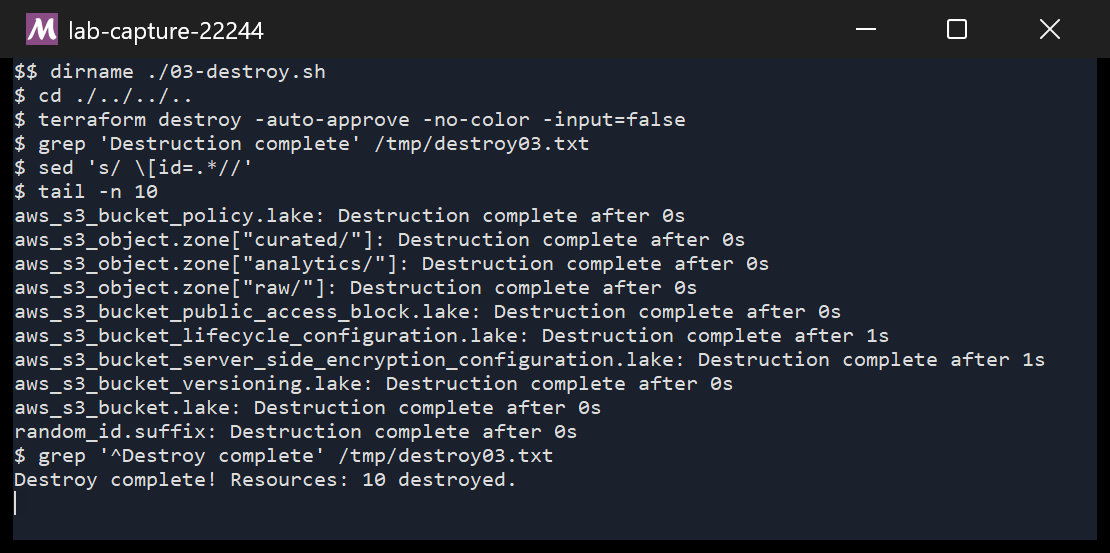 M lab-capture-22244
$$ dirname ./03-destroy.sh
$ cd ./../../..
$ terraform destroy -auto-approve -no-color -input=false
$ grep 'Destruction complete' /tmp/destroy03.txt
$ sed 's/ \[id=.*//'
$ tail -n 10
aws_s3_bucket_policy.lake: Destruction complete after 0s
aws_s3_object.zone["curated/"]: Destruction complete after 0s
aws_s3_object.zone["analytics/"]: Destruction complete after 0s
aws_s3_object.zone["raw/"]: Destruction complete after 0s
aws_s3_bucket_public_access_block.lake: Destruction complete after 0s
aws_s3_bucket_lifecycle_configuration.lake: Destruction complete after 1s
aws_s3_bucket_server_side_encryption_configuration.lake: Destruction complete after 1s
aws_s3_bucket_versioning.lake: Destruction complete after 0s
aws_s3_bucket.lake: Destruction complete after 0s
random_id.suffix: Destruction complete after 0s
$ grep '^Destroy complete' /tmp/destroy03.txt
Destroy complete! Resources: 10 destroyed.